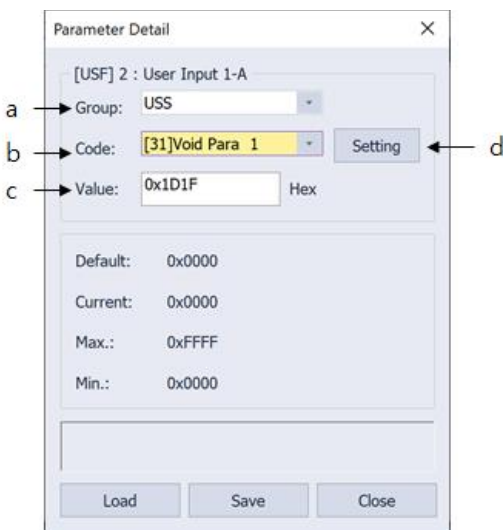 Parameter Detail
[USF] 2 : User Input 1-A
a Group: USS
b Code: [31]Void Para 1 Setting d
c Value: 0x1D1F Hex
Default: 0x0000
Current: 0x0000
Max.: 0xFFFF
Min.: 0x0000
Load Save Close